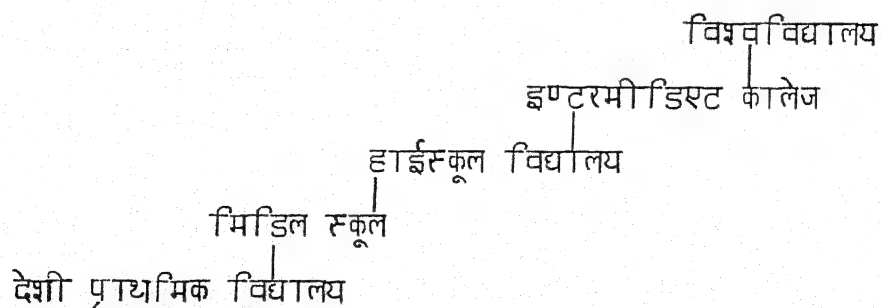 विश्वविद्यालय
इण्टरमीडिएट कालेज
हाईस्कूल विद्यालय
मिडिल स्कूल
देशी प्राथमिक विद्यालय